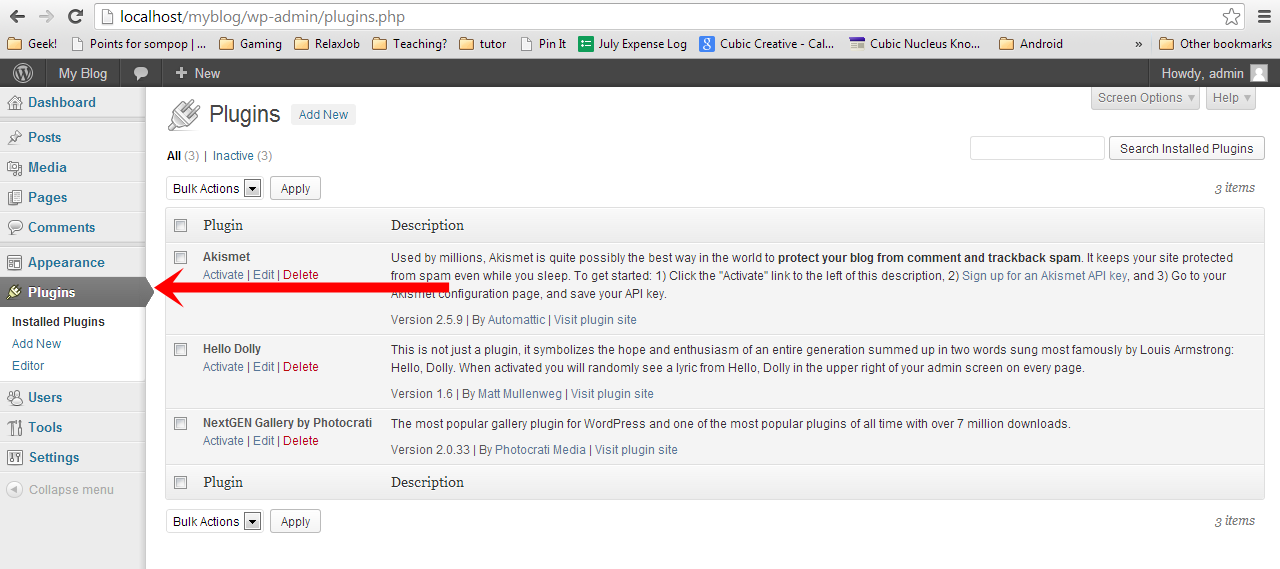 localhost/myblog/wp-admin/plugins.php
Geek! Points for sompop | ... Gaming RelaxJob Teaching? tutor Pin It July Expense Log Cubic Creative - Cal... Cubic Nucleus Kno... Android » Other bookmarks
My Blog + New Howdy, admin
Dashboard
Posts
Media
Pages
Comments
Appearance
Plugins
Installed Plugins
Add New
Editor
Users
Tools
Settings
Collapse menu
Screen Options Help
Plugins Add New
All (3) | Inactive (3)
Search Installed Plugins
Bulk Actions Apply 3 items
Plugin Description
Akismet
Activate | Edit | Delete
Used by millions, Akismet is quite possibly the best way in the world to protect your blog from comment and trackback spam. It keeps your site protected
from spam even while you sleep. To get started: 1) Click the "Activate" link to the left of this description, 2) Sign up for an Akismet API key, and 3) Go to your
Akismet configuration page, and save your API key.
Version 2.5.9 | By Automattic | Visit plugin site
Hello Dolly
Activate | Edit | Delete
This is not just a plugin, it symbolizes the hope and enthusiasm of an entire generation summed up in two words sung most famously by Louis Armstrong:
Hello, Dolly. When activated you will randomly see a lyric from Hello, Dolly in the upper right of your admin screen on every page.
Version 1.6 | By Matt Mullenweg | Visit plugin site
NextGEN Gallery by Photocrati
Activate | Edit | Delete
The most popular gallery plugin for WordPress and one of the most popular plugins of all time with over 7 million downloads.
Version 2.0.33 | By Photocrati Media | Visit plugin site
Plugin Description
Bulk Actions Apply 3 items